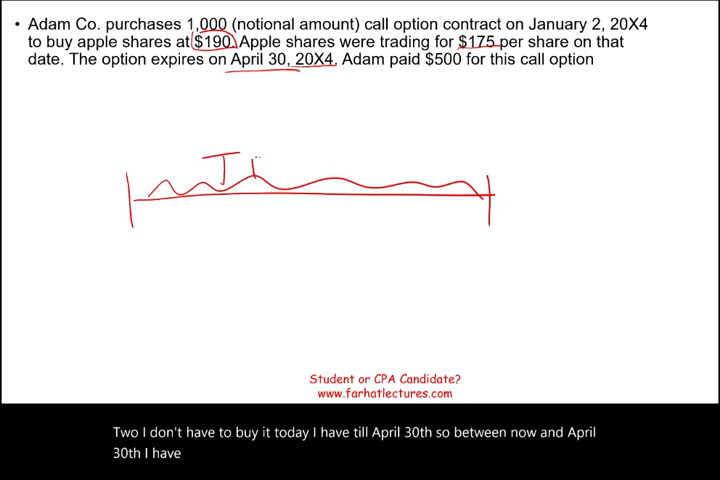 • Adam Co. purchases 1,000 (notional amount) call option contract on January 2, 20X4
to buy apple shares at $190. Apple shares were trading for $175 per share on that
date. The option expires on April 30, 20X4, Adam paid $500 for this call option
Student or CPA Candidate?
www.farhatlectures.com
Two I don't have to buy it today I have till April 30th so between now and April
30th I have